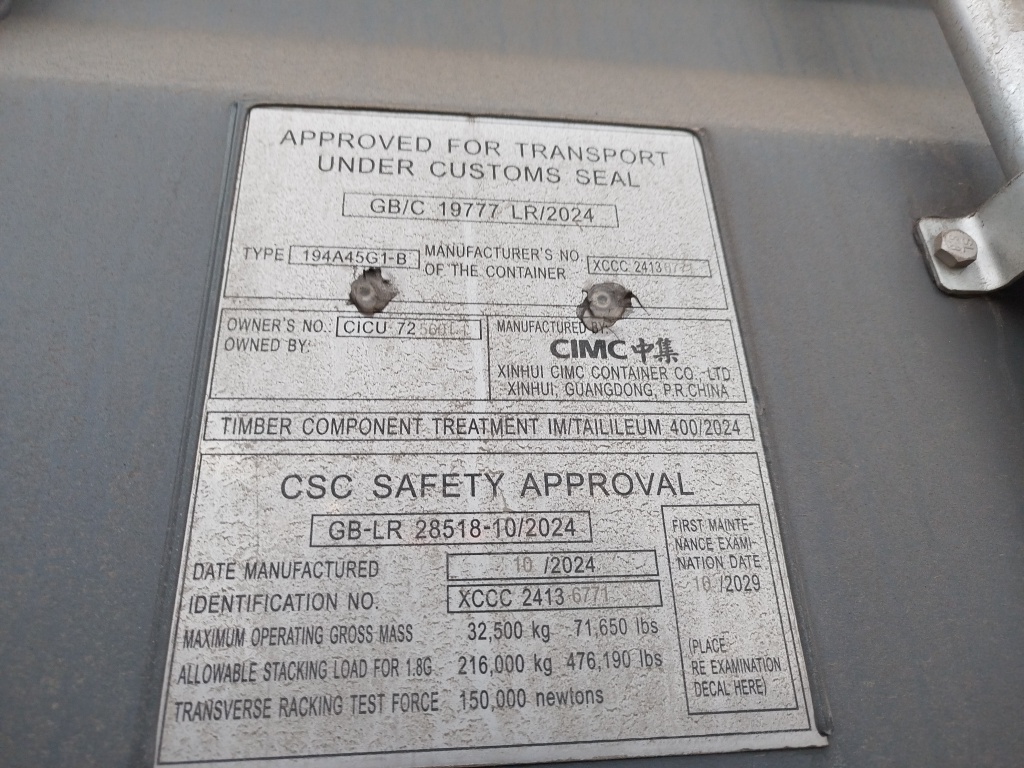 APPROVED FOR TRANSPORT
UNDER CUSTOMS SEAL
GB/C 19777 LR/2024
TYPE 194A45G1-B MANUFACTURER'S NO.
OF THE CONTAINER XCCC 2413 6771
OWNER'S NO.: CICU 72
OWNED BY:
MANUFACTURED BY:
CIMC中集
XINHUI CIMC CONTAINER CO., LTD.
XINHUI, GUANGDONG, P.R.CHINA
TIMBER COMPONENT TREATMENT IM/TAILILEUM 400/2024
CSC SAFETY APPROVAL
GB-LR 28518-10/2024
DATE MANUFACTURED 10 /2024
IDENTIFICATION NO. XCCC 2413 6771
MAXIMUM OPERATING GROSS MASS 32,500 kg 71,650 lbs
ALLOWABLE STACKING LOAD FOR 1.8G 216,000 kg 476,190 lbs
TRANSVERSE RACKING TEST FORCE 150,000 newtons
FIRST MAINTE-
NANCE EXAMI-
NATION DATE
10 /2029
(PLACE
RE EXAMINATION
DECAL HERE)